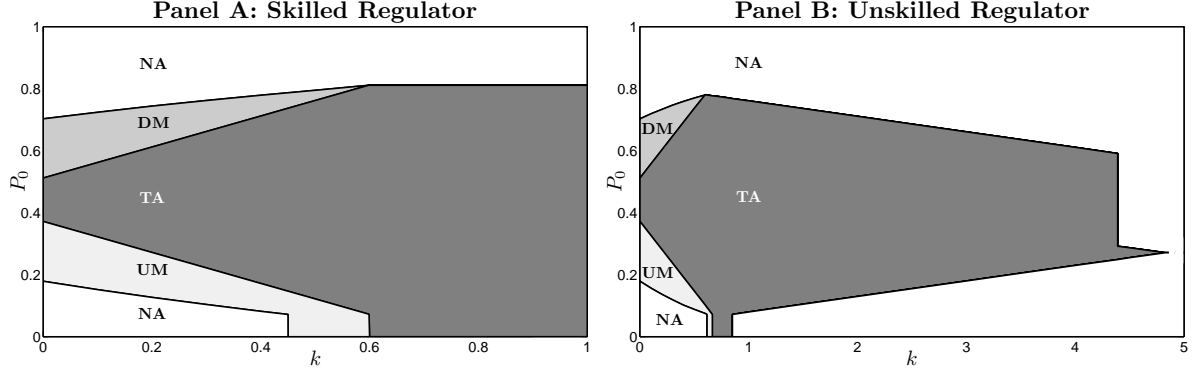 Panel A: Skilled Regulator
1
0.8
0.6
0.4
0.2
0
P₀
NA
DM
TA
UM
NA
0
0.2
0.4
0.6
0.8
1
k
Panel B: Unskilled Regulator
1
0.8
0.6
0.4
0.2
0
P₀
NA
DM
TA
UM
NA
0
1
2
3
4
5
k